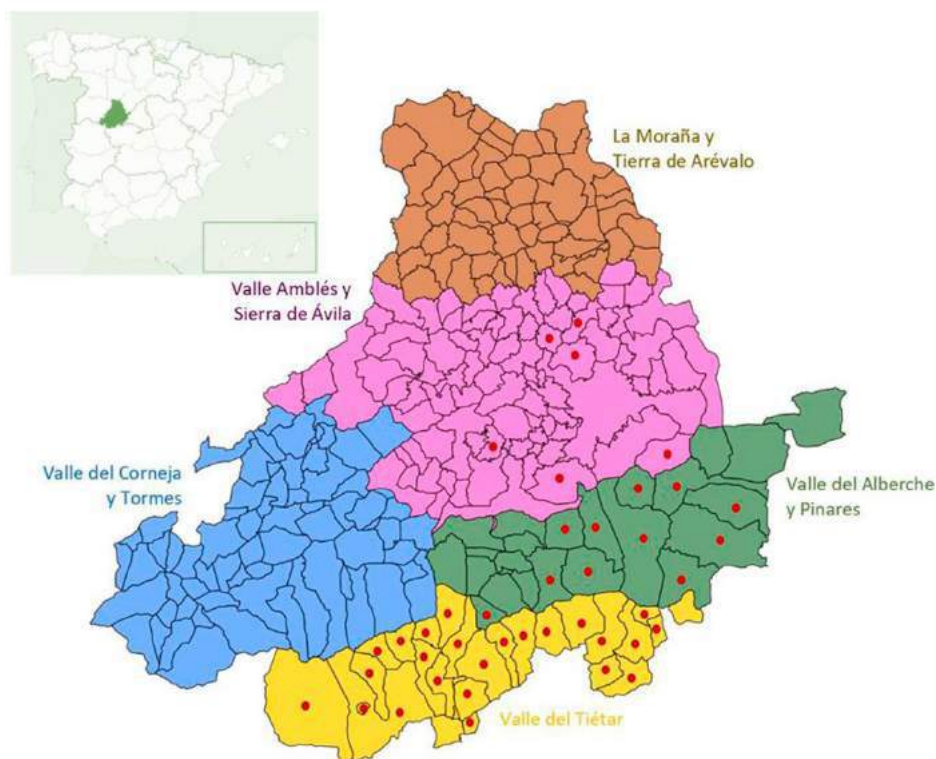 La Moraña y
Tierra de Arévalo
Valle Amblés y
Sierra de Ávila
Valle del Corneja
y Tormes
Valle del Alberche
y Pinares
Valle del Tiétar